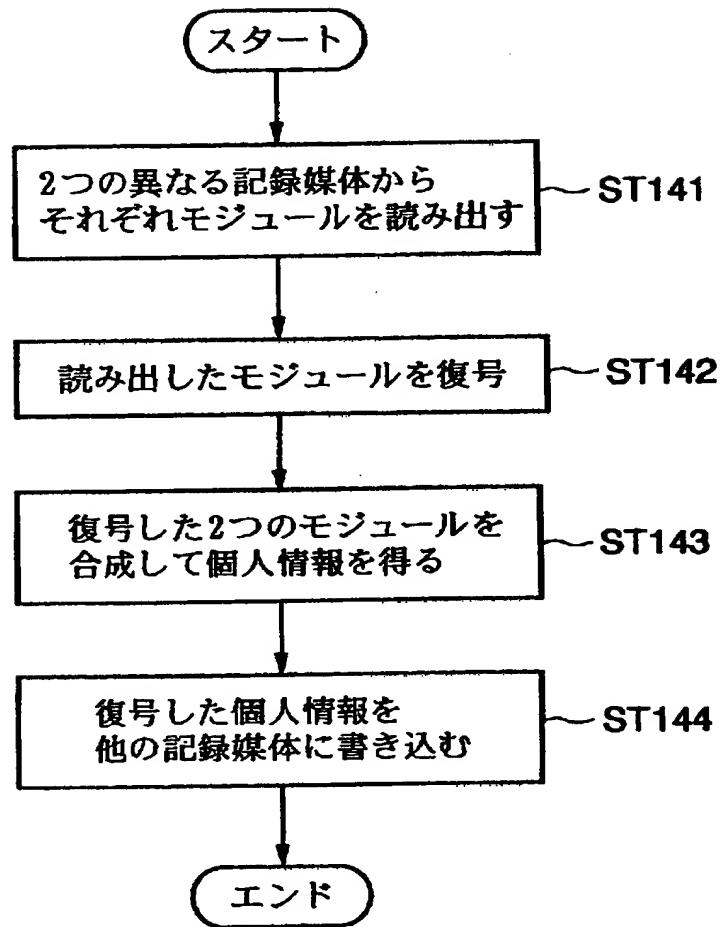 スタート
2つの異なる記録媒体から
それぞれモジュールを読み出す
ST141
読み出したモジュールを復号
ST142
復号した2つのモジュールを
合成して個人情報を得る
ST143
復号した個人情報を
他の記録媒体に書き込む
ST144
エンド